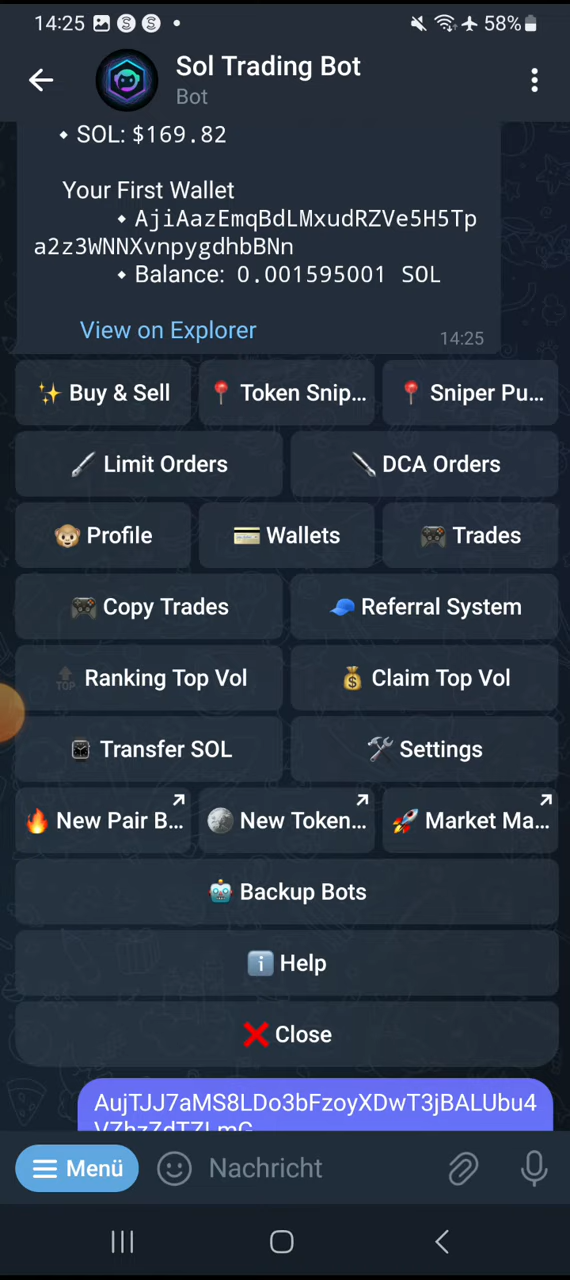 14:25
58%
Sol Trading Bot
Bot
SOL: $169.82
Your First Wallet
AjiAazEmqBdLMxudRZVe5H5Tp
a2z3WNNXvnpygdhbBNn
Balance: 0.001595001 SOL
View on Explorer
14:25
Buy & Sell
Token Snip...
Sniper Pu...
Limit Orders
DCA Orders
Profile
Wallets
Trades
Copy Trades
Referral System
TOP
Ranking Top Vol
Claim Top Vol
Transfer SOL
Settings
New Pair B...
New Token...
Market Ma...
Backup Bots
Help
Close
AujTJJ7aMS8LDo3bFzoyXDwT3jBALUbu4
Menü
Nachricht